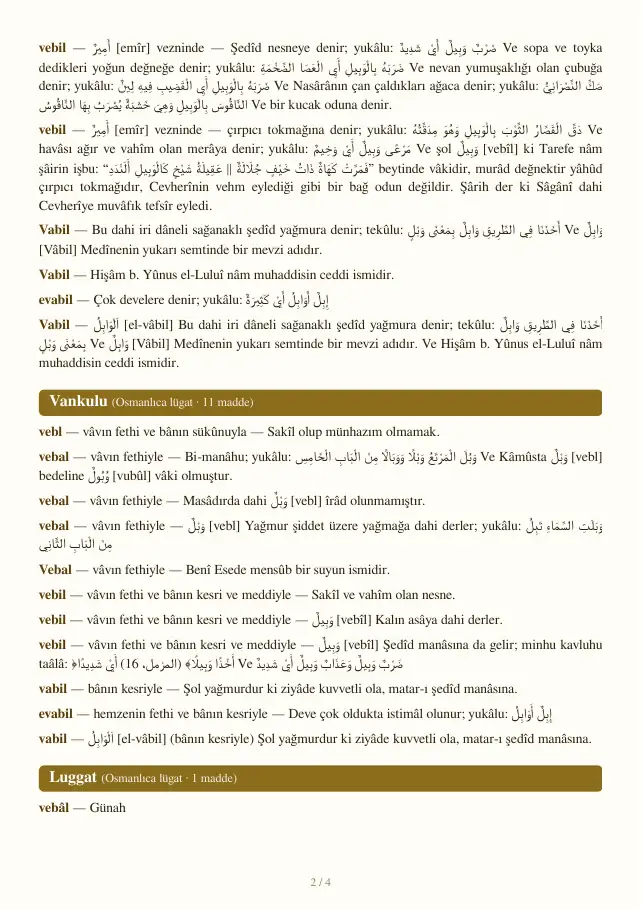 vebil — أَمِيرٌ [emîr] vezninde — Şedîd nesneye denir; yukâlu: ضَرْبٌ وَبِيلٌ أَيْ شَدِيدٌ Ve sopa ve toyka
dedikleri yoğun değneğe denir; yukâlu: ضَرَبَهُ بِالْوَبِيلِ أَيِ الْعَصَا الضَّخْمَةِ Ve nevan yumuşaklığı olan çubuğa
denir; yukâlu: ضَرَبَهُ بِالْوَبِيلِ أَيِ الْقَضِيبِ فِيهِ لِينٌ Ve Nasârânın çan çaldıkları ağaca denir; yukâlu: صَكَّ النَّصْرَانِيُّ
النَّاقُوسَ بِالْوَبِيلِ وَهِيَ خَشَبَةٌ يُضْرَبُ بِهَا النَّاقُوسُ Ve bir kucak oduna denir.
vebil — أَمِيرٌ [emîr] vezninde — çırpıcı tokmağına denir; yukâlu: دَقَّ الْقَصَّارُ الثَّوْبَ بِالْوَبِيلِ وَهُوَ مِدَقَّتُهُ Ve
havâsı ağır ve vahîm olan merâya denir; yukâlu: مَرْعًى وَبِيلٌ أَيْ وَخِيمٌ Ve şol وَبِيلٌ [vebîl] ki Tarefe nâm
şâirin işbu: “فَمَرَّتْ كَهَاةٌ ذَاتُ خَيْفٍ جُلَالَةٌ || عَقِيلَةُ شَيْخٍ كَالْوَبِيلِ أَلَنْدَدِ” beytinde vâkidir, murâd değnektir yâhûd
çırpıcı tokmağıdır, Cevherînin vehm eylediği gibi bir bağ odun değildir. Şârih der ki Sâgânî dahi
Cevherîye muvâfık tefsîr eyledi.
Vabil — Bu dahi iri dâneli sağanaklı şedîd yağmura denir; tekûlu: أَخَذَنَا فِي الطَّرِيقِ وَابِلٌ بِمَعْنَى وَبْلٍ Ve وَابِلٌ
[Vâbil] Medînenin yukarı semtinde bir mevzi adıdır.
Vabil — Hişâm b. Yûnus el-Luluî nâm muhaddisin ceddi ismidir.
evabil — Çok develere denir; yukâlu: إِبِلٌ أَوَابِلُ أَيْ كَثِيرَةٌ
Vabil — اَلْوَابِلُ [el-vâbil] Bu dahi iri dâneli sağanaklı şedîd yağmura denir; tekûlu: أَخَذَنَا فِي الطَّرِيقِ وَابِلٌ
بِمَعْنَى وَبْلٍ Ve وَابِلٌ [Vâbil] Medînenin yukarı semtinde bir mevzi adıdır. Ve Hişâm b. Yûnus el-Luluî nâm
muhaddisin ceddi ismidir.
Vankulu (Osmanlıca lügat · 11 madde)
vebl — vâvın fethi ve bânın sükûnuyla — Sakîl olup münhazım olmamak.
vebal — vâvın fethiyle — Bi-manâhu; yukâlu: وَبُلَ الْمَرْتَعُ وَبْلًا وَوَبَالًا مِنَ الْبَابِ الْخَامِسِ Ve Kâmûsta وَبْلٌ [vebl]
bedeline وُبُولٌ [vubûl] vâki olmuştur.
vebal — vâvın fethiyle — Masâdırda dahi وَبْلٌ [vebl] îrâd olunmamıştır.
vebal — vâvın fethiyle — وَبْلٌ [vebl] Yağmur şiddet üzere yağmağa dahi derler; yukâlu: وَبَلَتِ السَّمَاءِ تَبِلُ
مِنَ الْبَابِ الثَّانِي
Vebal — vâvın fethiyle — Benî Esede mensûb bir suyun ismidir.
vebil — vâvın fethi ve bânın kesri ve meddiyle — Sakîl ve vahîm olan nesne.
vebil — vâvın fethi ve bânın kesri ve meddiyle — وَبِيلٌ [vebîl] Kalın asâya dahi derler.
vebil — vâvın fethi ve bânın kesri ve meddiyle — وَبِيلٌ [vebîl] Şedîd manâsına da gelir; minhu kavluhu
taâlâ: ﴿أَخْذًا وَبِيلًا﴾ (المزمل، 16) أَيْ شَدِيدًا Ve ضَرْبٌ وَبِيلٌ وَعَذَابٌ وَبِيلٌ أَيْ شَدِيدٌ
vabil — bânın kesriyle — Şol yağmurdur ki ziyâde kuvvetli ola, matar-ı şedîd manâsına.
evabil — hemzenin fethi ve bânın kesriyle — Deve çok oldukta istimâl olunur; yukâlu: إِبِلٌ أَوَابِلُ
vabil — اَلْوَابِلُ [el-vâbil] (bânın kesriyle) Şol yağmurdur ki ziyâde kuvvetli ola, matar-ı şedîd manâsına.
Luggat (Osmanlıca lügat · 1 madde)
vebâl — Günah
2 / 4